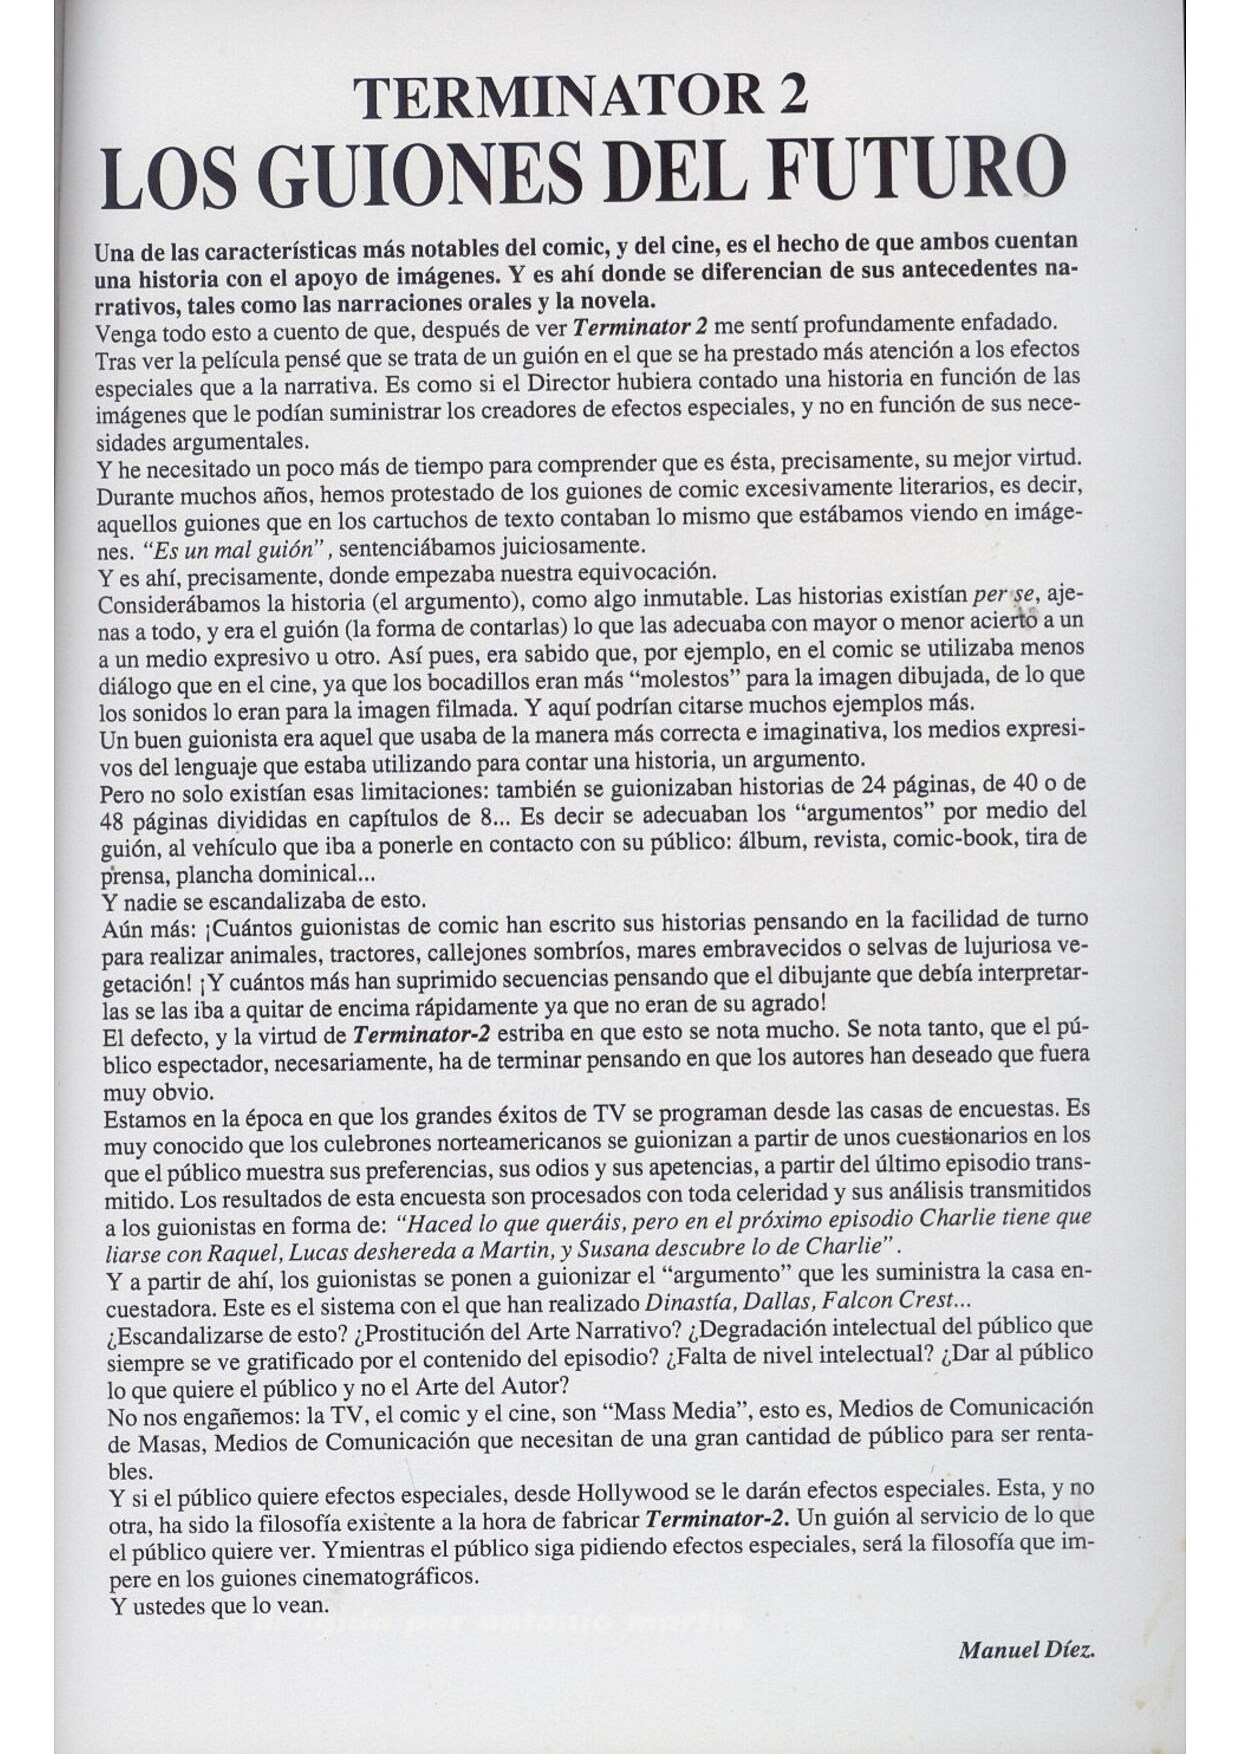 TERMINATOR 2
LOS GUIONES DEL FUTURO
Una de las características más notables del comic, y del cine, es el hecho de que ambos cuentan
una historia con el apoyo de imágenes. Y es ahí donde se diferencian de sus antecedentes na-
rrativos, tales como las narraciones orales y la novela.
Venga todo esto a cuento de que, después de ver Terminator 2 me sentí profundamente enfadado.
Tras ver la película pensé que se trata de un guión en el que se ha prestado más atención a los efectos
especiales que a la narrativa. Es como si el Director hubiera contado una historia en función de las
imágenes que le podían suministrar los creadores de efectos especiales, y no en función de sus nece-
sidades argumentales.
Y he necesitado un poco más de tiempo para comprender que es ésta, precisamente, su mejor virtud.
Durante muchos años, hemos protestado de los guiones de comic excesivamente literarios, es decir,
aquellos guiones que en los cartuchos de texto contaban lo mismo que estábamos viendo en imáge-
nes. “Es un mal guión”, sentenciábamos juiciosamente.
Y es ahí, precisamente, donde empezaba nuestra equivocación.
Considerábamos la historia (el argumento), como algo inmutable. Las historias existían per se, aje-
nas a todo, y era el guión (la forma de contarlas) lo que las adecuaba con mayor o menor acierto a un
a un medio expresivo u otro. Así pues, era sabido que, por ejemplo, en el comic se utilizaba menos
diálogo que en el cine, ya que los bocadillos eran más “molestos” para la imagen dibujada, de lo que
los sonidos lo eran para la imagen filmada. Y aquí podrían citarse muchos ejemplos más.
Un buen guionista era aquel que usaba de la manera más correcta e imaginativa, los medios expresi-
vos del lenguaje que estaba utilizando para contar una historia, un argumento.
Pero no solo existían esas limitaciones: también se guionizaban historias de 24 páginas, de 40 o de
48 páginas divididas en capítulos de 8... Es decir se adecuaban los “argumentos” por medio del
guión, al vehículo que iba a ponerle en contacto con su público: álbum, revista, comic-book, tira de
prensa, plancha dominical...
Y nadie se escandalizaba de esto.
Aún más: ¡Cuántos guionistas de comic han escrito sus historias pensando en la facilidad de turno
para realizar animales, tractores, callejones sombríos, mares embravecidos o selvas de lujuriosa ve-
getación! ¡Y cuántos más han suprimido secuencias pensando que el dibujante que debía interpretar-
las se las iba a quitar de encima rápidamente ya que no eran de su agrado!
El defecto, y la virtud de Terminator-2 estriba en que esto se nota mucho. Se nota tanto, que el pú-
blico espectador, necesariamente, ha de terminar pensando en que los autores han deseado que fuera
muy obvio.
Estamos en la época en que los grandes éxitos de TV se programan desde las casas de encuestas. Es
muy conocido que los culebrones norteamericanos se guionizan a partir de unos cuestionarios en los
que el público muestra sus preferencias, sus odios y sus apetencias, a partir del último episodio trans-
mitido. Los resultados de esta encuesta son procesados con toda celeridad y sus análisis transmitidos
a los guionistas en forma de: “Haced lo que queráis, pero en el próximo episodio Charlie tiene que
liarse con Raquel, Lucas deshereda a Martin, y Susana descubre lo de Charlie”.
Y a partir de ahí, los guionistas se ponen a guionizar el “argumento” que les suministra la casa en-
cuestadora. Este es el sistema con el que han realizado Dinastía, Dallas, Falcon Crest...
¿Escandalizarse de esto? ¿Prostitución del Arte Narrativo? ¿Degradación intelectual del público que
siempre se ve gratificado por el contenido del episodio? ¿Falta de nivel intelectual? ¿Dar al público
lo que quiere el público y no el Arte del Autor?
No nos engañemos: la TV, el comic y el cine, son “Mass Media”, esto es, Medios de Comunicación
de Masas, Medios de Comunicación que necesitan de una gran cantidad de público para ser renta-
bles.
Y si el público quiere efectos especiales, desde Hollywood se le darán efectos especiales. Esta, y no
otra, ha sido la filosofía existente a la hora de fabricar Terminator-2. Un guión al servicio de lo que
el público quiere ver. Ymientras el público siga pidiendo efectos especiales, será la filosofía que im-
pere en los guiones cinematográficos.
Y ustedes que lo vean.
Manuel Díez.